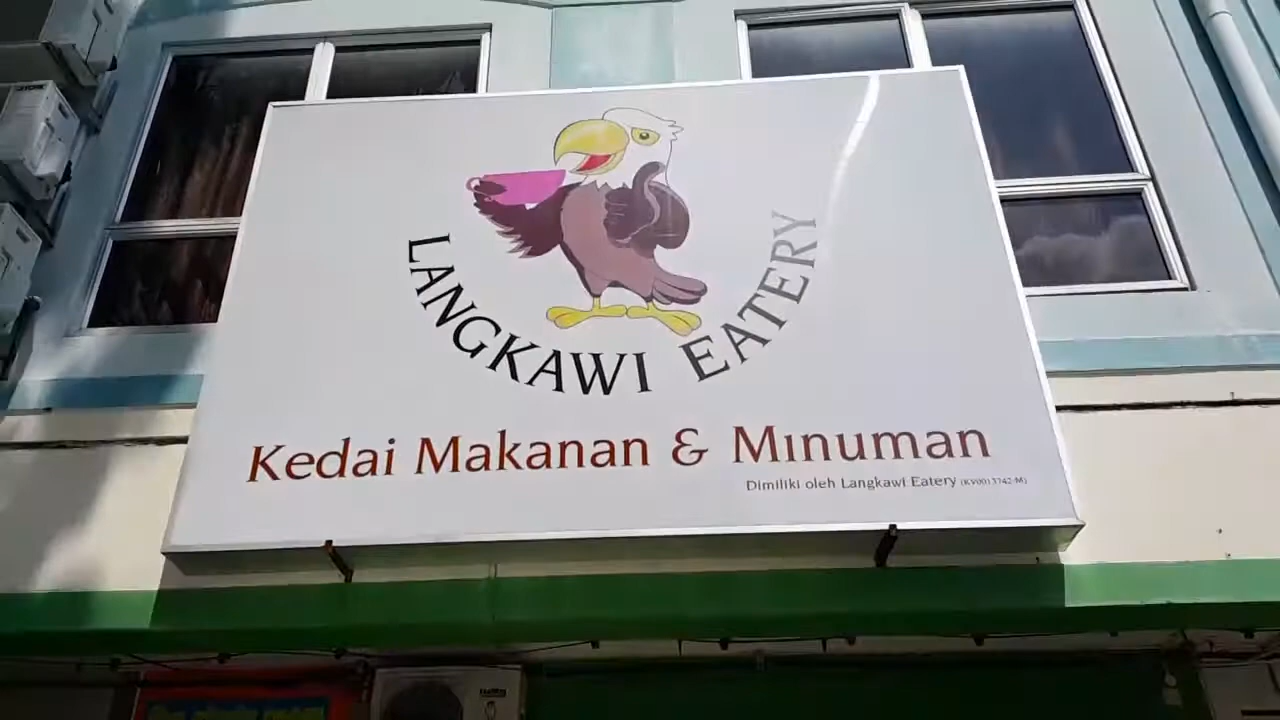 LANGKAWI EATERY
Kedai Makanan & Minuman
Dimiliki oleh Langkawi Eatery